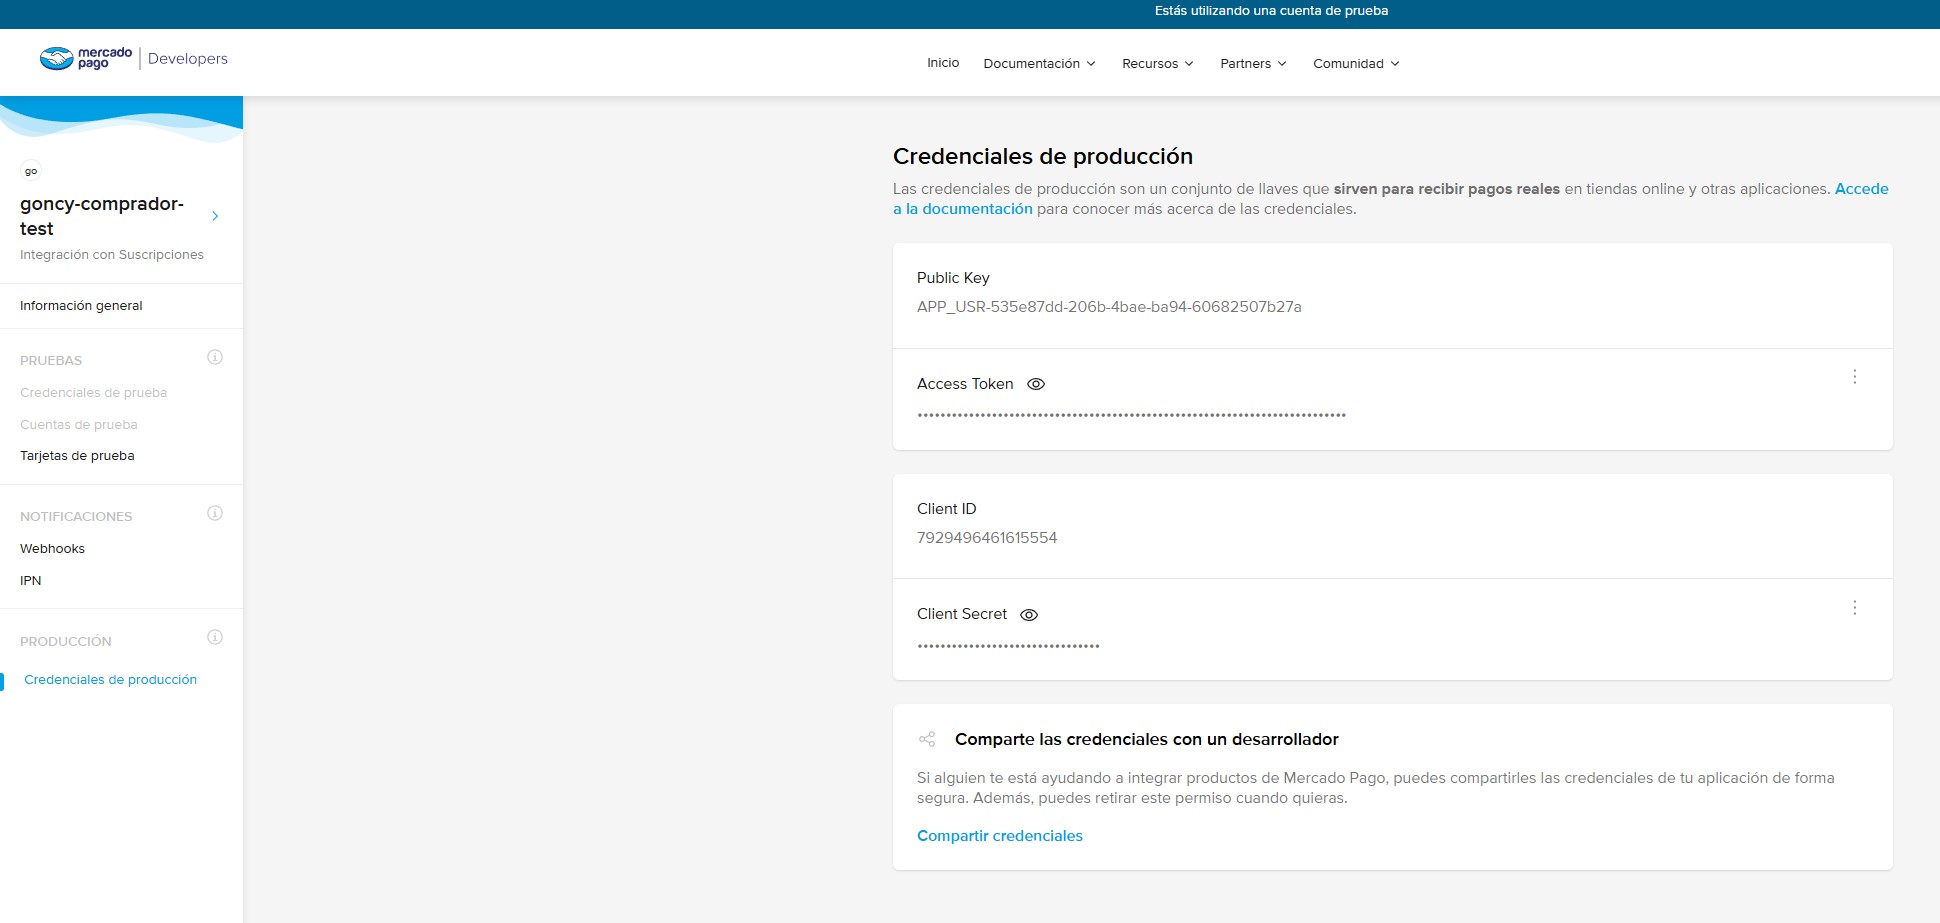 Estás utilizando una cuenta de prueba
mercado pago | Developers
Inicio Documentación Recursos Partners Comunidad
go
goncy-comprador-
test
Integración con Suscripciones
Información general
PRUEBAS
Credenciales de prueba
Cuentas de prueba
Tarjetas de prueba
NOTIFICACIONES
Webhooks
IPN
PRODUCCIÓN
Credenciales de producción
Credenciales de producción
Las credenciales de producción son un conjunto de llaves que sirven para recibir pagos reales en tiendas online y otras aplicaciones. Accede
a la documentación para conocer más acerca de las credenciales.
Public Key
APP_USR-535e87dd-206b-4bae-ba94-60682507b27a
Access Token
Client ID
7929496461615554
Client Secret
Comparte las credenciales con un desarrollador
Si alguien te está ayudando a integrar productos de Mercado Pago, puedes compartirles las credenciales de tu aplicación de forma
segura. Además, puedes retirar este permiso cuando quieras.
Compartir credenciales